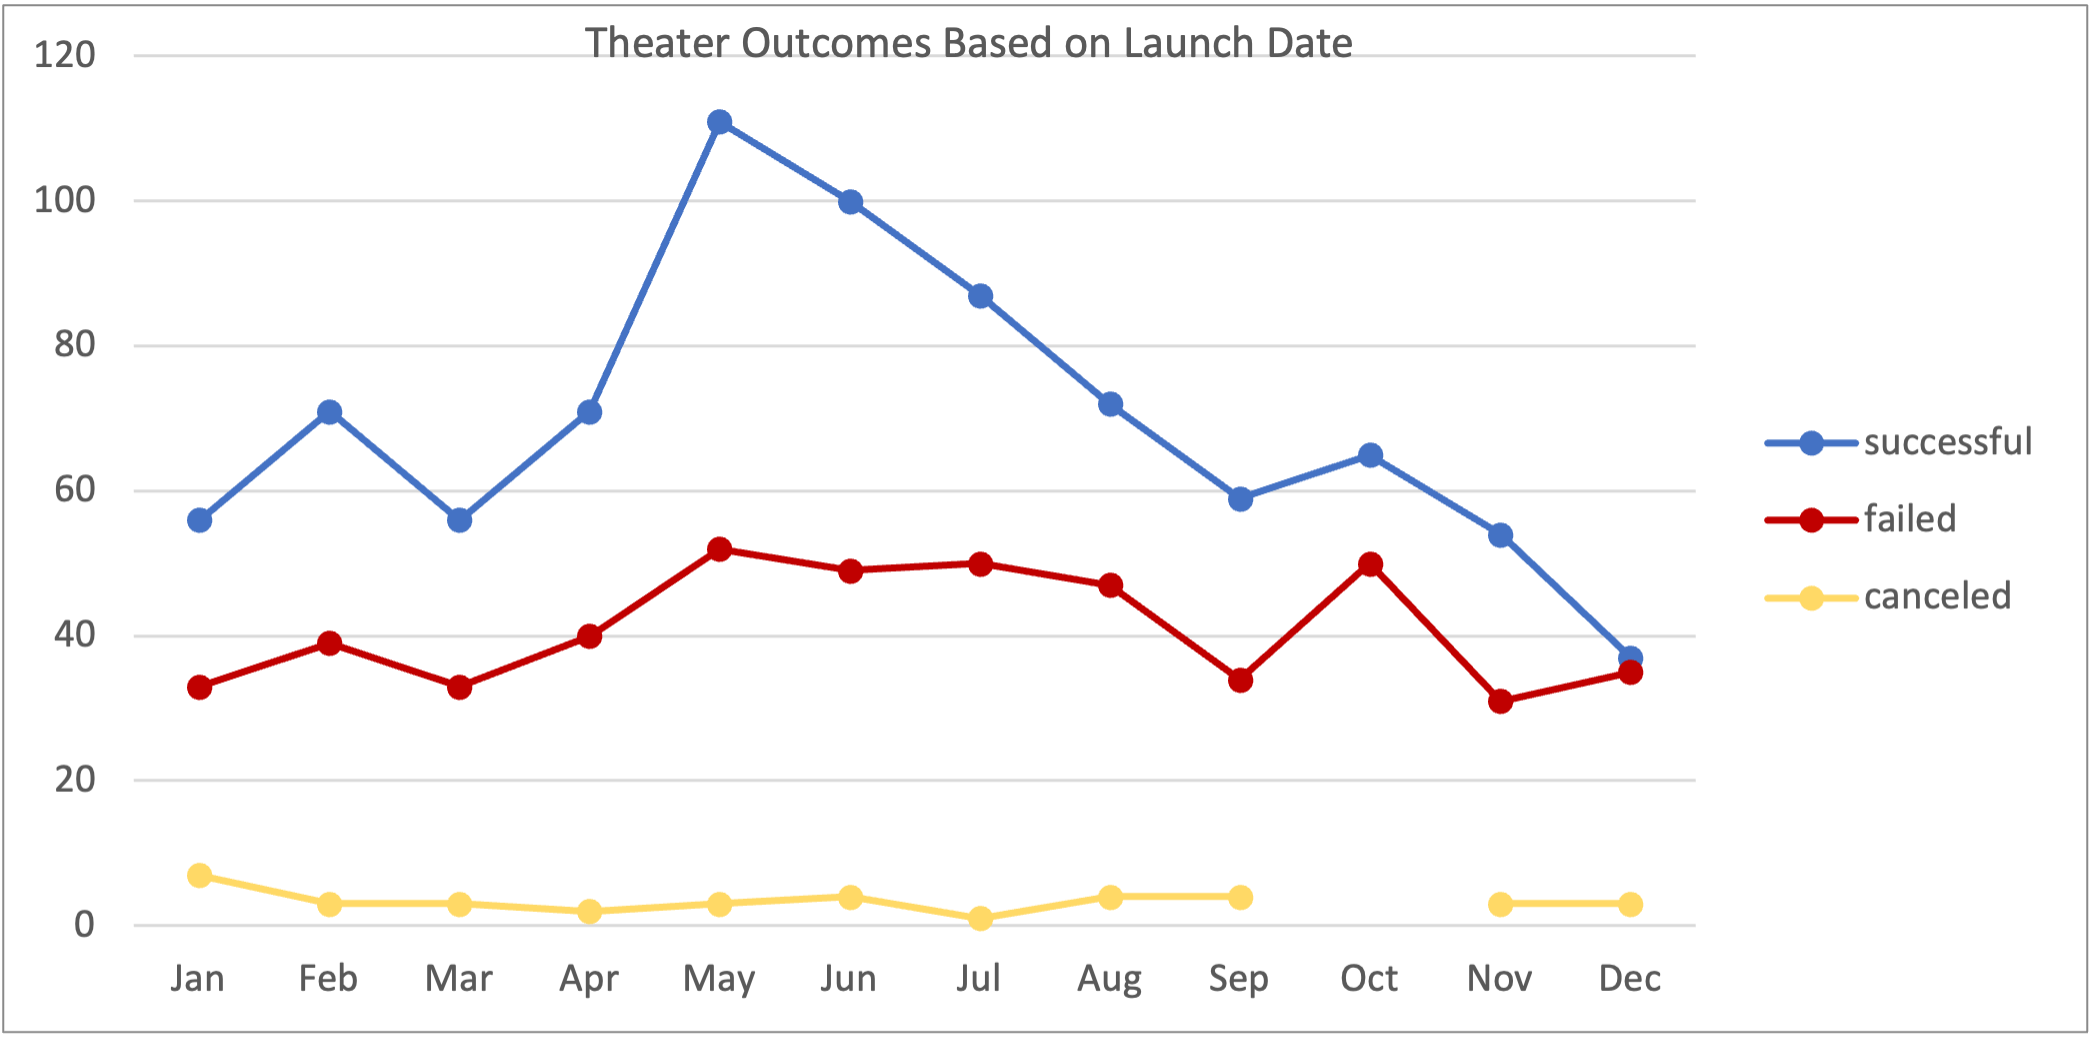 Theater Outcomes Based on Launch Date
120
100
80
60
40
20
0
Jan Feb Mar Apr May Jun Jul Aug Sep Oct Nov Dec
successful
failed
canceled